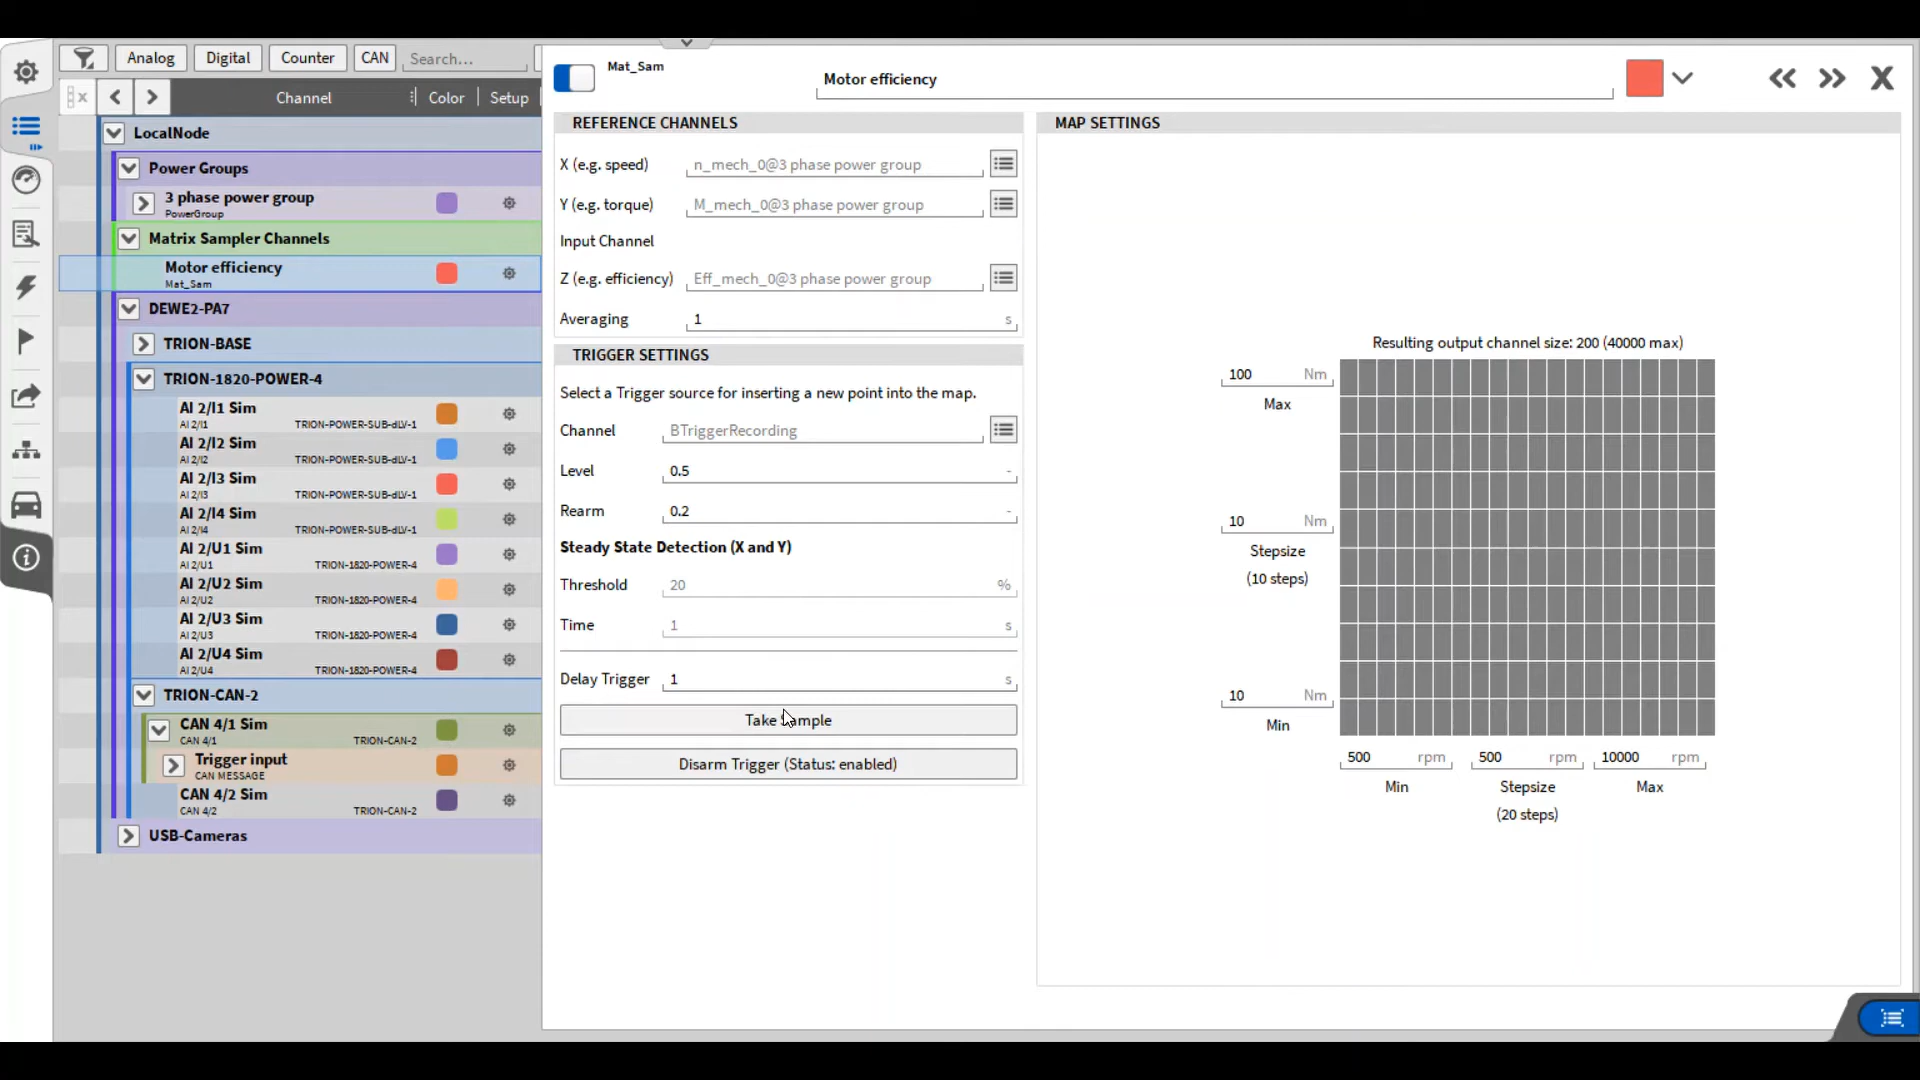 Analog Digital Counter CAN Search...
Channel Color Setup
LocalNode
Power Groups
3 phase power group
PowerGroup
Matrix Sampler Channels
Motor efficiency
Mat_Sam
DEWE2-PA7
TRION-BASE
TRION-1820-POWER-4
AI 2/I1 Sim
AI 2/I1 TRION-POWER-SUB-dLV-1
AI 2/I2 Sim
AI 2/I2 TRION-POWER-SUB-dLV-1
AI 2/I3 Sim
AI 2/I3 TRION-POWER-SUB-dLV-1
AI 2/I4 Sim
AI 2/I4 TRION-POWER-SUB-dLV-1
AI 2/U1 Sim
AI 2/U1 TRION-1820-POWER-4
AI 2/U2 Sim
AI 2/U2 TRION-1820-POWER-4
AI 2/U3 Sim
AI 2/U3 TRION-1820-POWER-4
AI 2/U4 Sim
AI 2/U4 TRION-1820-POWER-4
TRION-CAN-2
CAN 4/1 Sim
CAN 4/1 TRION-CAN-2
Trigger input
CAN MESSAGE
CAN 4/2 Sim
CAN 4/2 TRION-CAN-2
USB-Cameras
Mat_Sam
Motor efficiency
X
REFERENCE CHANNELS
X (e.g. speed) n_mech_0@3 phase power group
Y (e.g. torque) M_mech_0@3 phase power group
Input Channel
Z (e.g. efficiency) Eff_mech_0@3 phase power group
Averaging 1 s
TRIGGER SETTINGS
Select a Trigger source for inserting a new point into the map.
Channel BTriggerRecording
Level 0.5 -
Rearm 0.2 -
Steady State Detection (X and Y)
Threshold 20 %
Time 1 s
Delay Trigger 1 s
Take Sample
Disarm Trigger (Status: enabled)
MAP SETTINGS
Resulting output channel size: 200 (40000 max)
100 Nm
Max
10 Nm
Stepsize
(10 steps)
10 Nm
Min
500 rpm 500 rpm 10000 rpm
Min Stepsize Max
(20 steps)